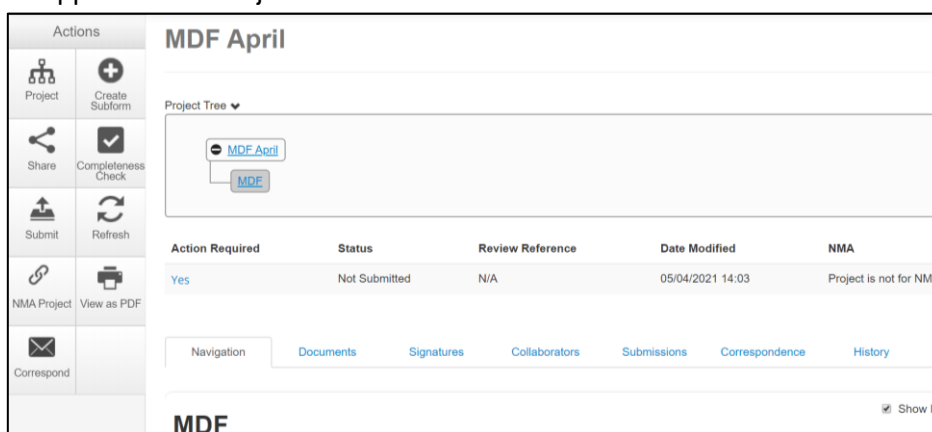 Actions
MDF April
Project
Create
Subform
Project Tree
MDF April
Share
Completeness
Check
MDF
Submit
Refresh
Action Required Status Review Reference Date Modified NMA
Yes Not Submitted N/A 05/04/2021 14:03 Project is not for NM
NMA Project View as PDF
Navigation Documents Signatures Collaborators Submissions Correspondence History
Correspond
Show
MDF